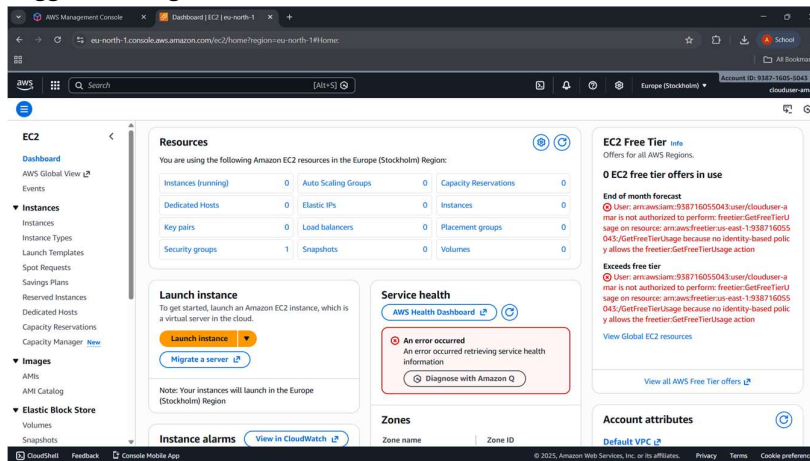 AWS Management Console
Dashboard | EC2 | eu-north-1
eu-north-1.console.aws.amazon.com/ec2/home?region=eu-north-1#Home:
School
All Bookmar
aws
Search
[Alt+S]
Europe (Stockholm)
Account ID: 9387-1605-5043
clouduser-ama
EC2
Dashboard
AWS Global View
Events
Instances
Instances
Instance Types
Launch Templates
Spot Requests
Savings Plans
Reserved Instances
Dedicated Hosts
Capacity Reservations
Capacity Manager New
Images
AMIs
AMI Catalog
Elastic Block Store
Volumes
Snapshots
Resources
You are using the following Amazon EC2 resources in the Europe (Stockholm) Region:
Instances (running) 0 Auto Scaling Groups 0 Capacity Reservations 0
Dedicated Hosts 0 Elastic IPs 0 Instances 0
Key pairs 0 Load balancers 0 Placement groups 0
Security groups 1 Snapshots 0 Volumes 0
Launch instance
To get started, launch an Amazon EC2 instance, which is
a virtual server in the cloud.
Launch instance
Migrate a server
Note: Your instances will launch in the Europe
(Stockholm) Region
Instance alarms View in CloudWatch
Service health
AWS Health Dashboard
An error occurred
An error occurred retrieving service health
information
Diagnose with Amazon Q
Zones
Zone name Zone ID
EC2 Free Tier Info
Offers for all AWS Regions.
0 EC2 free tier offers in use
End of month forecast
User: arn:aws:iam::938716055043:user/clouduser-a
mar is not authorized to perform: freetier:GetFreeTierU
sage on resource: arn:aws:freetier:us-east-1:938716055
043:/GetFreeTierUsage because no identity-based polic
y allows the freetier:GetFreeTierUsage action
Exceeds free tier
User: arn:aws:iam::938716055043:user/clouduser-a
mar is not authorized to perform: freetier:GetFreeTierU
sage on resource: arn:aws:freetier:us-east-1:938716055
043:/GetFreeTierUsage because no identity-based polic
y allows the freetier:GetFreeTierUsage action
View Global EC2 resources
View all AWS Free Tier offers
Account attributes
Default VPC
CloudShell Feedback Console Mobile App
© 2025, Amazon Web Services, Inc. or its affiliates. Privacy Terms Cookie preferenc